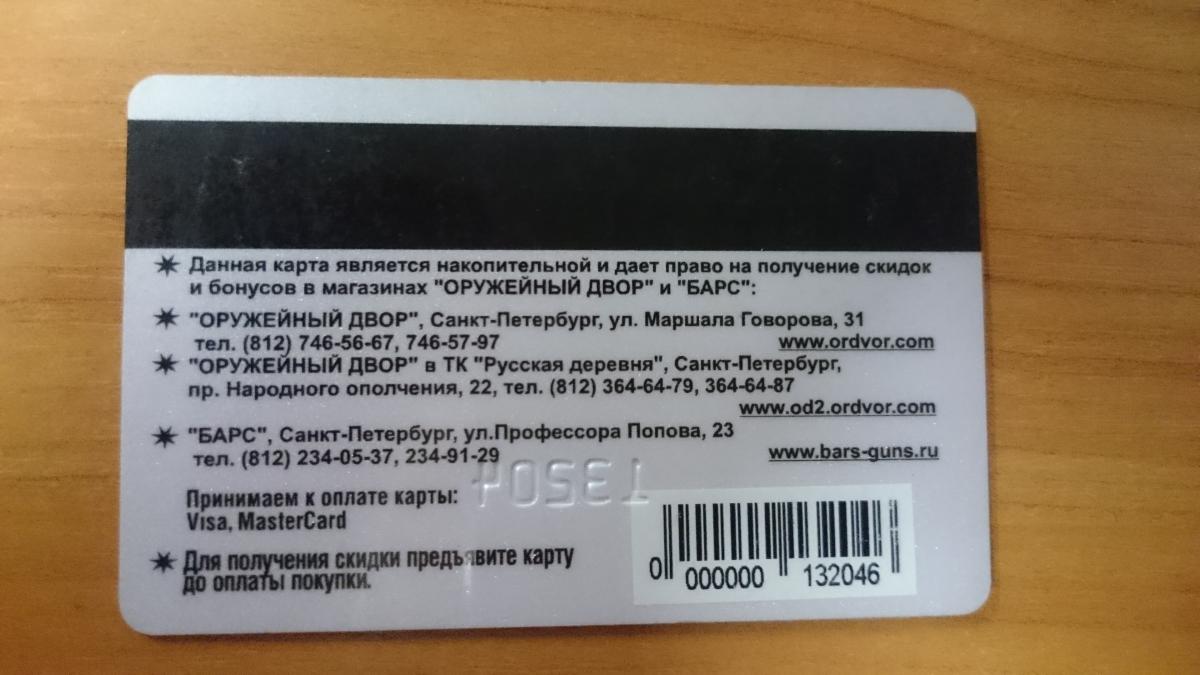 Данная карта является накопительной и дает право на получение скидок
и бонусов в магазинах "ОРУЖЕЙНЫЙ ДВОР" и "БАРС":
"ОРУЖЕЙНЫЙ ДВОР", Санкт-Петербург, ул. Маршала Говорова, 31
тел. (812) 746-56-67, 746-57-97 www.ordvor.com
"ОРУЖЕЙНЫЙ ДВОР" в ТК "Русская деревня", Санкт-Петербург,
пр. Народного ополчения, 22, тел. (812) 364-64-79, 364-64-87
www.od2.ordvor.com
"БАРС", Санкт-Петербург, ул.Профессора Попова, 23
тел. (812) 234-05-37, 234-91-29 www.bars-guns.ru
Принимаем к оплате карты:
Visa, MasterCard
Для получения скидки предъявите карту
до оплаты покупки.
0 000000 132046